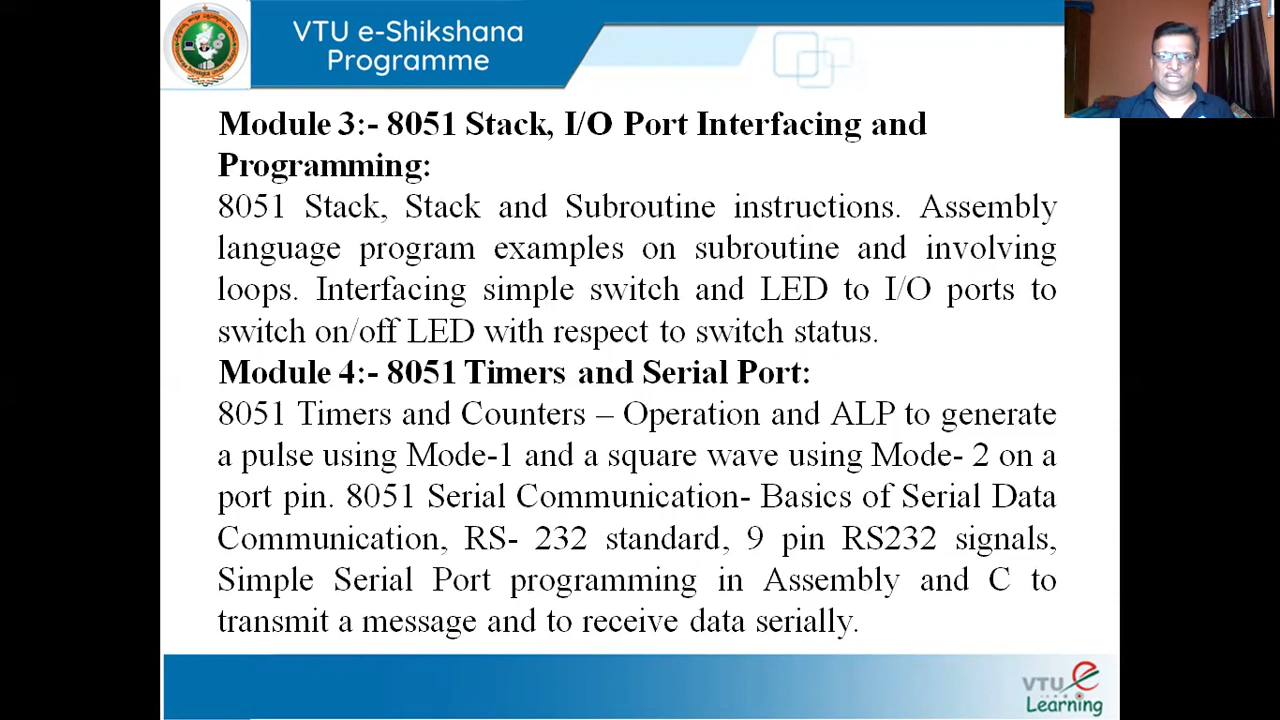 VTU e-Shikshana
Programme
Module 3:- 8051 Stack, I/O Port Interfacing and
Programming:
8051 Stack, Stack and Subroutine instructions. Assembly
language program examples on subroutine and involving
loops. Interfacing simple switch and LED to I/O ports to
switch on/off LED with respect to switch status.
Module 4:- 8051 Timers and Serial Port:
8051 Timers and Counters – Operation and ALP to generate
a pulse using Mode-1 and a square wave using Mode- 2 on a
port pin. 8051 Serial Communication- Basics of Serial Data
Communication, RS- 232 standard, 9 pin RS232 signals,
Simple Serial Port programming in Assembly and C to
transmit a message and to receive data serially.
VTU e
Learning